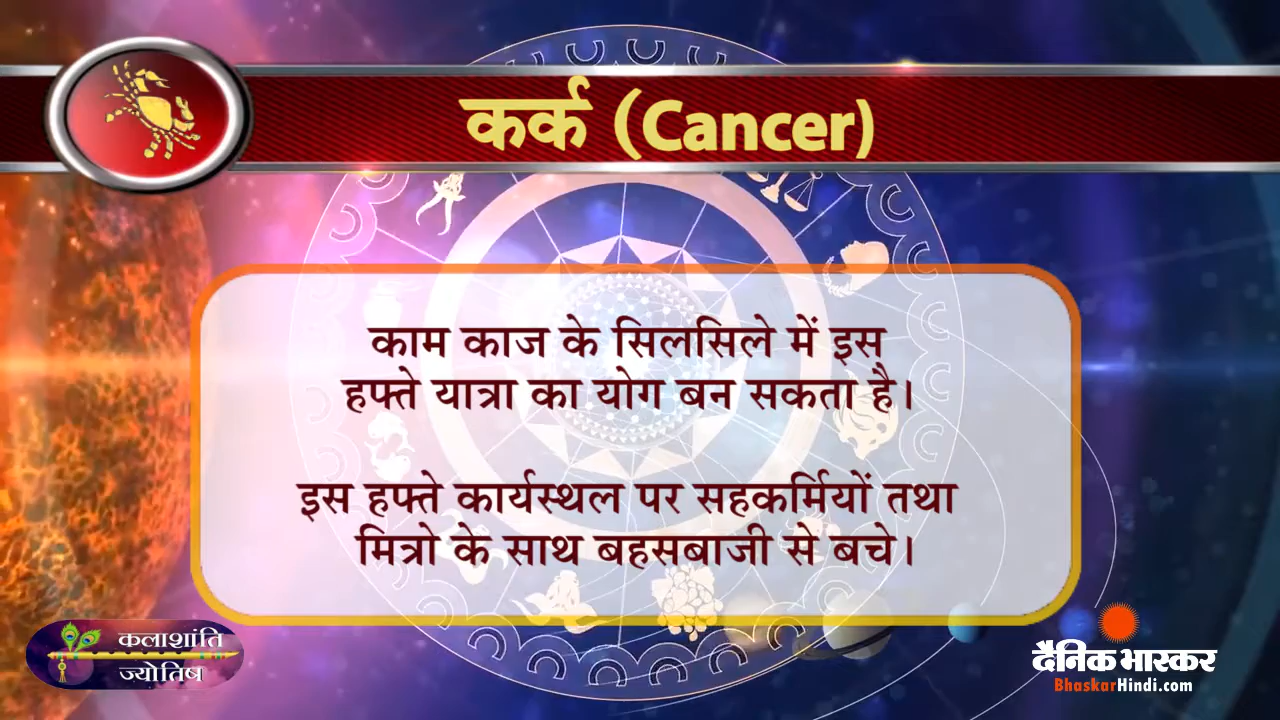 कर्क (Cancer)
काम काज के सिलसिले में इस
हफ्ते यात्रा का योग बन सकता है।
इस हफ्ते कार्यस्थल पर सहकर्मियों तथा
मित्रो के साथ बहसबाजी से बचे।
कलाशांति
ज्योतिष
दैनिक भास्कर
BhaskarHindi.com